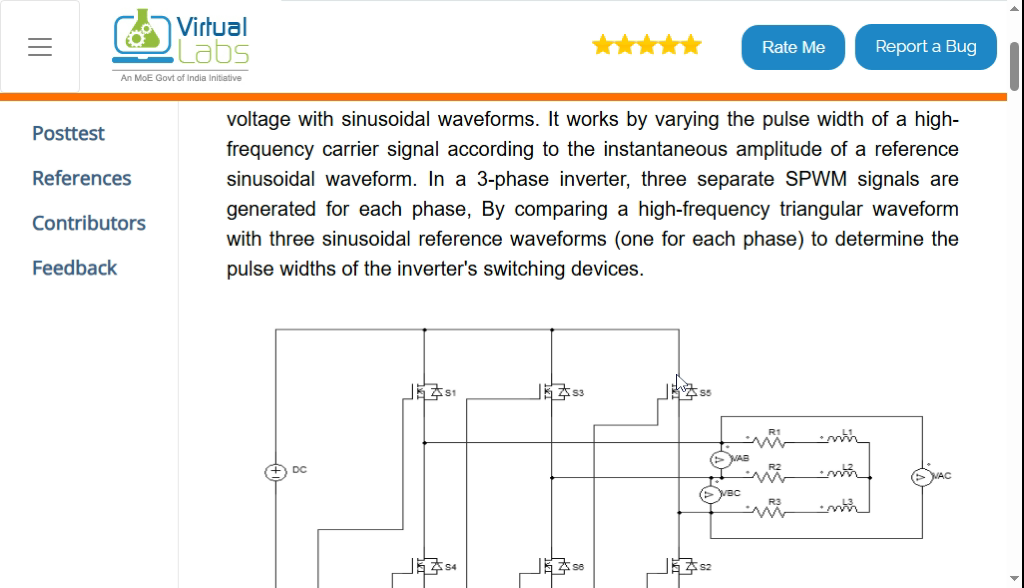 Virtual
Labs
An MoE Govt of India Initiative
Rate Me
Report a Bug
Posttest
References
Contributors
Feedback
voltage with sinusoidal waveforms. It works by varying the pulse width of a high-
frequency carrier signal according to the instantaneous amplitude of a reference
sinusoidal waveform. In a 3-phase inverter, three separate SPWM signals are
generated for each phase, By comparing a high-frequency triangular waveform
with three sinusoidal reference waveforms (one for each phase) to determine the
pulse widths of the inverter's switching devices.
S1
S3
S5
DC
R1
L1
VAB
R2
L2
VAC
VBC
R3
L3
S4
S6
S2